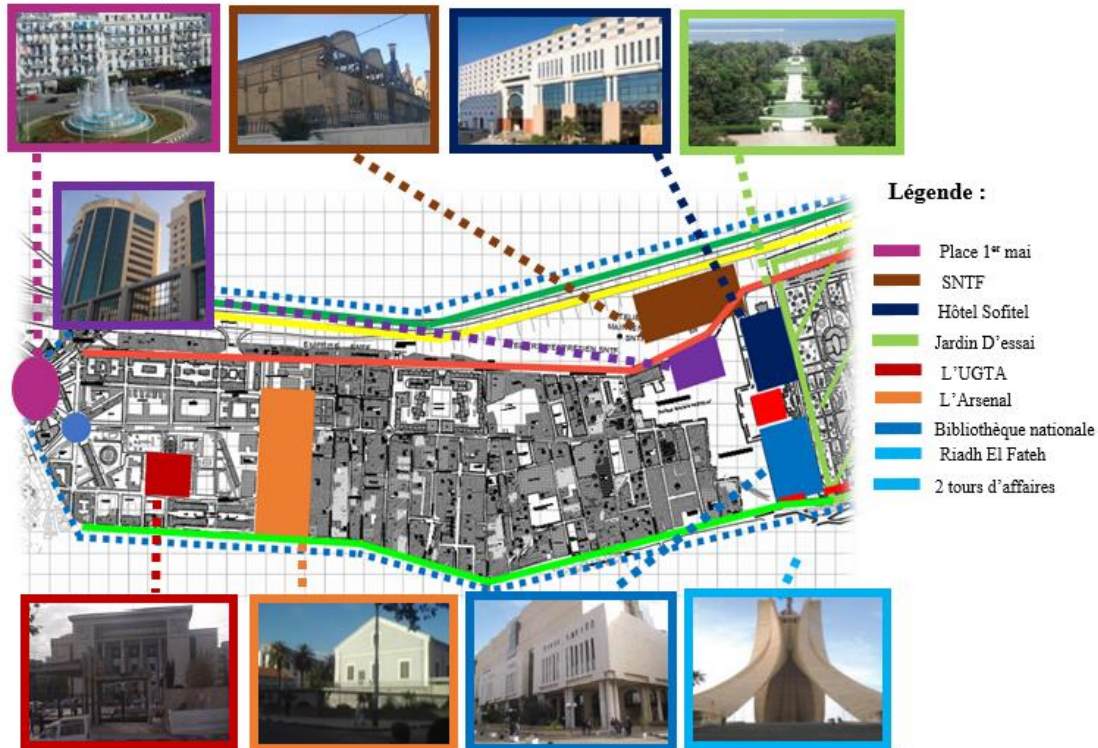 Légende :
Place 1er mai
SNTF
Hôtel Sofitel
Jardin D'essai
L'UGTA
L'Arsenal
Bibliothèque nationale
Riadh El Fateh
2 tours d'affaires